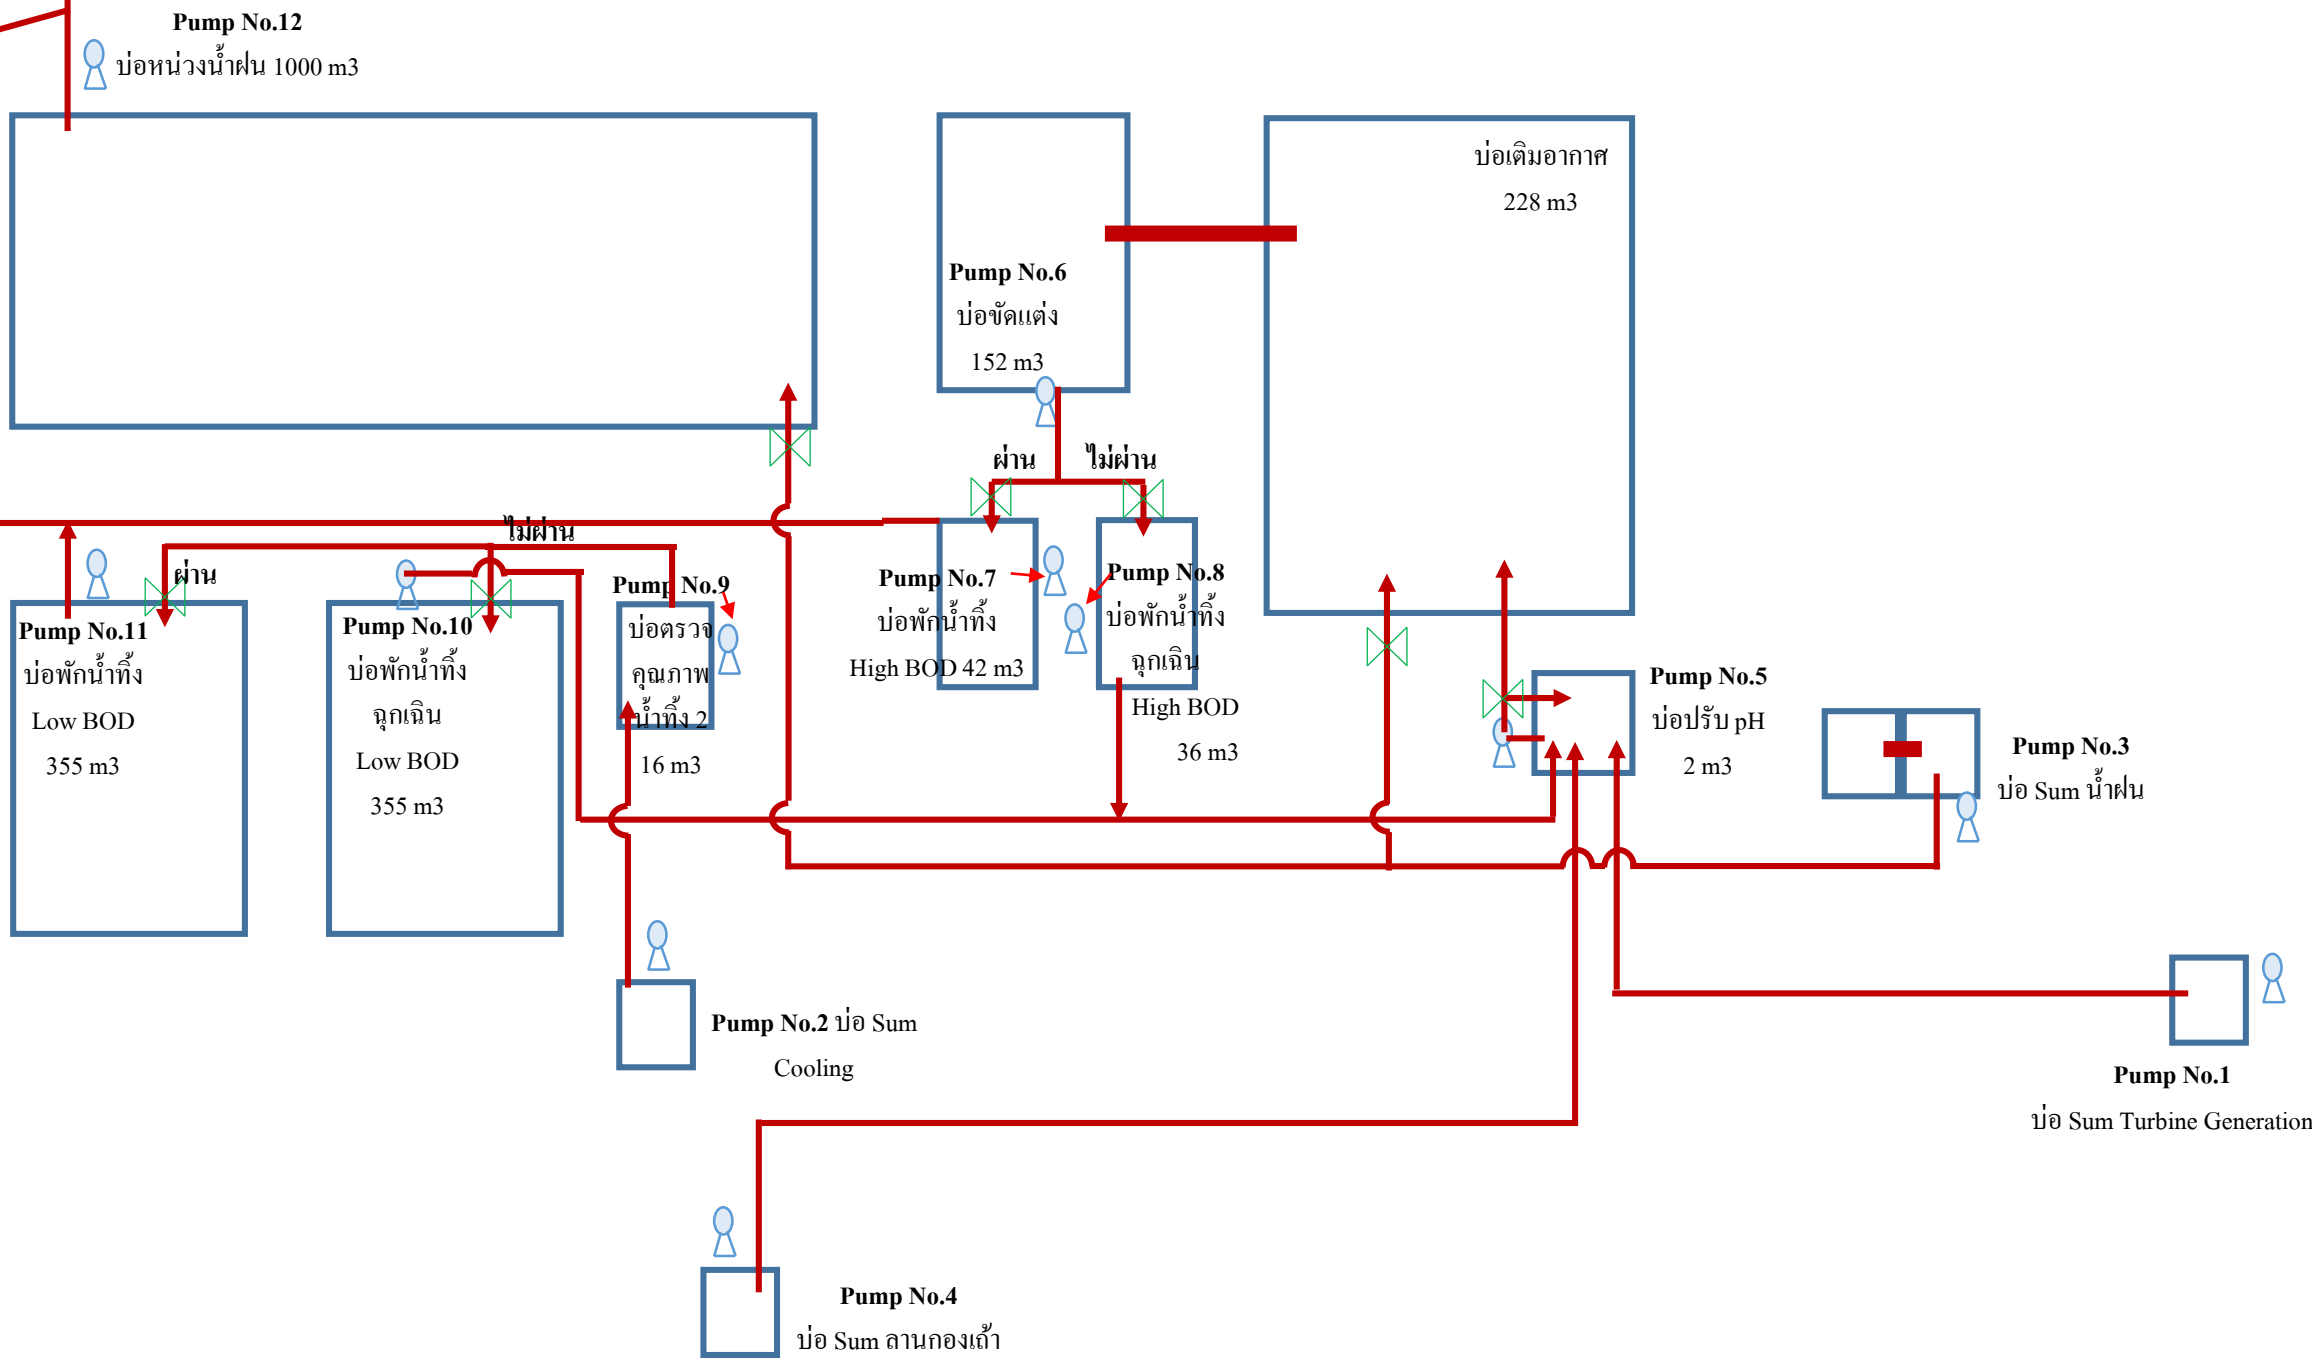 Pump No.12
บ่อหน่วงน้ำฝน 1000 m3
บ่อเติมอากาศ
228 m3
Pump No.6
บ่อขัดแต่ง
152 m3
ผ่าน
ไม่ผ่าน
ไม่ผ่าน
ผ่าน
Pump No.11
บ่อพักน้ำทิ้ง
Low BOD
355 m3
Pump No.10
บ่อพักน้ำทิ้ง
ฉุกเฉิน
Low BOD
355 m3
Pump No.9
บ่อตรวจ
คุณภาพ
น้ำทิ้ง 2
16 m3
Pump No.7
บ่อพักน้ำทิ้ง
High BOD 42 m3
Pump No.8
บ่อพักน้ำทิ้ง
ฉุกเฉิน
High BOD
36 m3
Pump No.5
บ่อปรับ pH
2 m3
Pump No.3
บ่อ Sum น้ำฝน
Pump No.2 บ่อ Sum
Cooling
Pump No.1
บ่อ Sum Turbine Generation
Pump No.4
บ่อ Sum ลานกองเถ้า